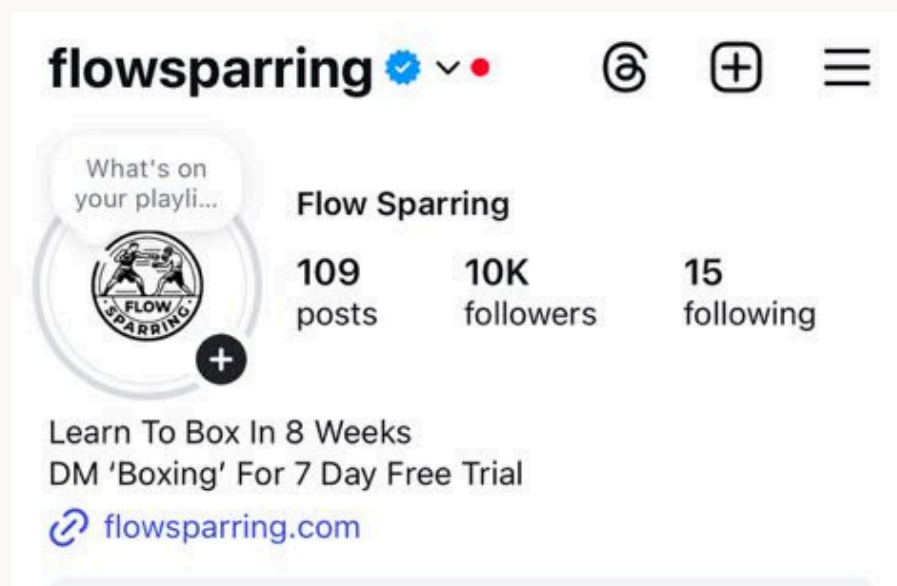 flowsparring
What's on
your playli...
Flow Sparring
109 10K 15
posts followers following
FLOW
SPARRING
Learn To Box In 8 Weeks
DM ‘Boxing’ For 7 Day Free Trial
flowsparring.com